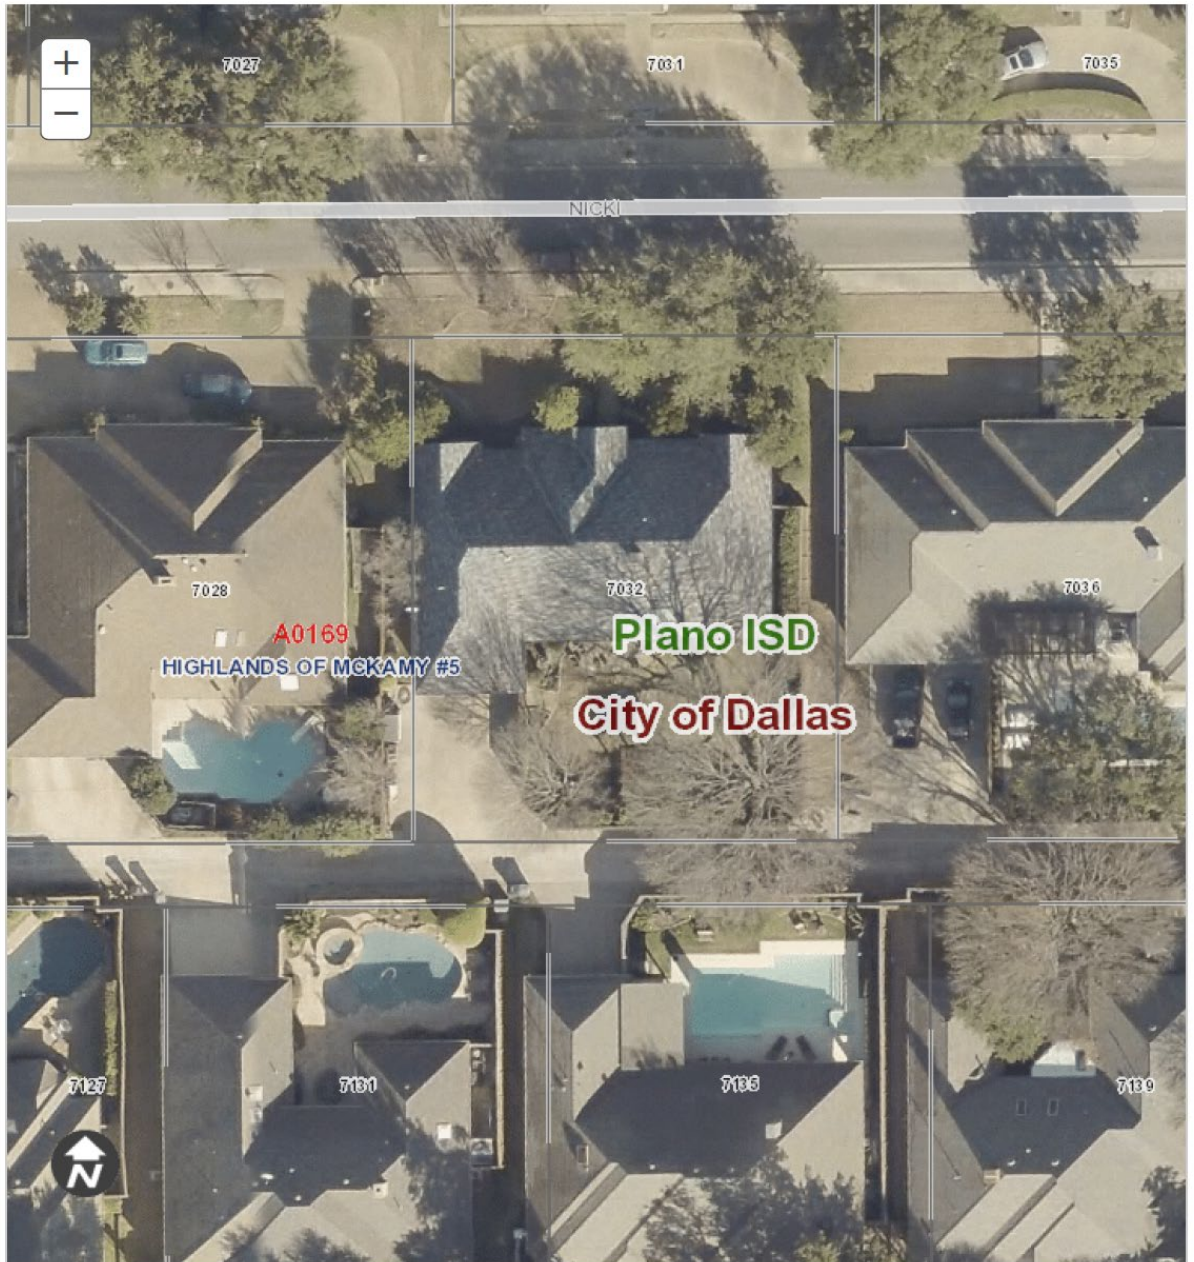 +
7027
7031
7035
−
NICKI
7028
7032
7036
A0169
Plano ISD
HIGHLANDS OF MCKAMY #5
City of Dallas
7127
7131
7135
7139
N